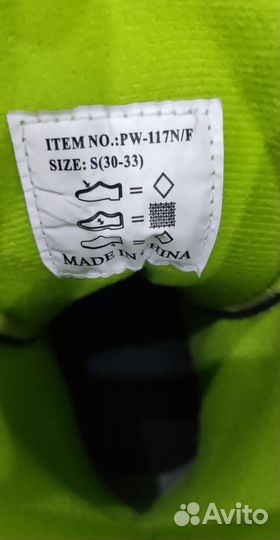 ITEM NO.:PW-117N/F
SIZE: S(30-33)
=
=
=
MADE IN CHINA
Avito